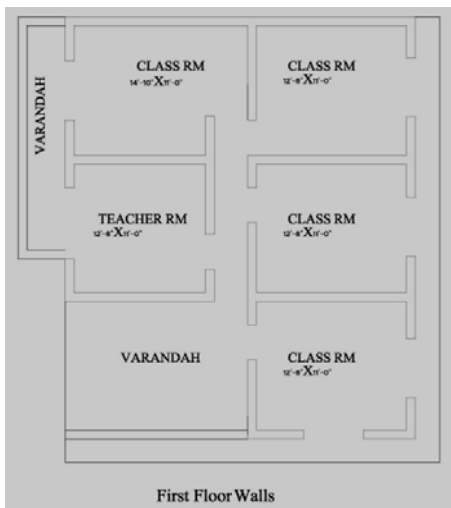 CLASS RM
14'-10"X11'-0"
CLASS RM
12'-8"X11'-0"
VARANDAH
TEACHER RM
12'-8"X11'-0"
CLASS RM
12'-8"X11'-0"
VARANDAH
CLASS RM
12'-8"X11'-0"
First Floor Walls